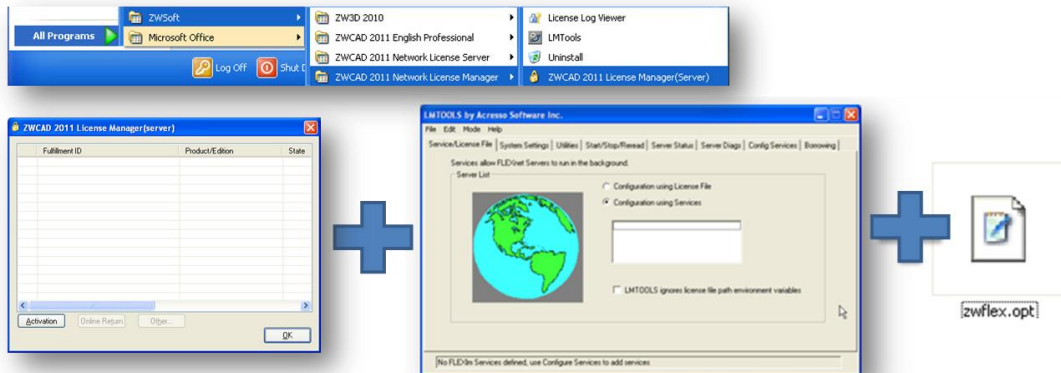 ZWSoft
Microsoft Office
All Programs
Log Off
Shut D
ZW3D 2010
ZWCAD 2011 English Professional
ZWCAD 2011 Network License Server
ZWCAD 2011 Network License Manager
License Log Viewer
LMTools
Uninstall
ZWCAD 2011 License Manager(Server)
ZWCAD 2011 License Manager(server)
Fulfillment ID
Product/Edition
State
Activation
Online Return
Other...
OK
LMTOOLS by Acresso Software Inc.
File Edit Mode Help
Service/License File System Settings Utilities Start/Stop/Reread Server Status Server Diags Config Services Borrowing
Services allow FLEXnet Servers to run in the background.
Server List
Configuration using License File
Configuration using Services
LMTOOLS ignores license file path environment variables
No FLEXlm Services defined, use Configure Services to add services
zwflex.opt